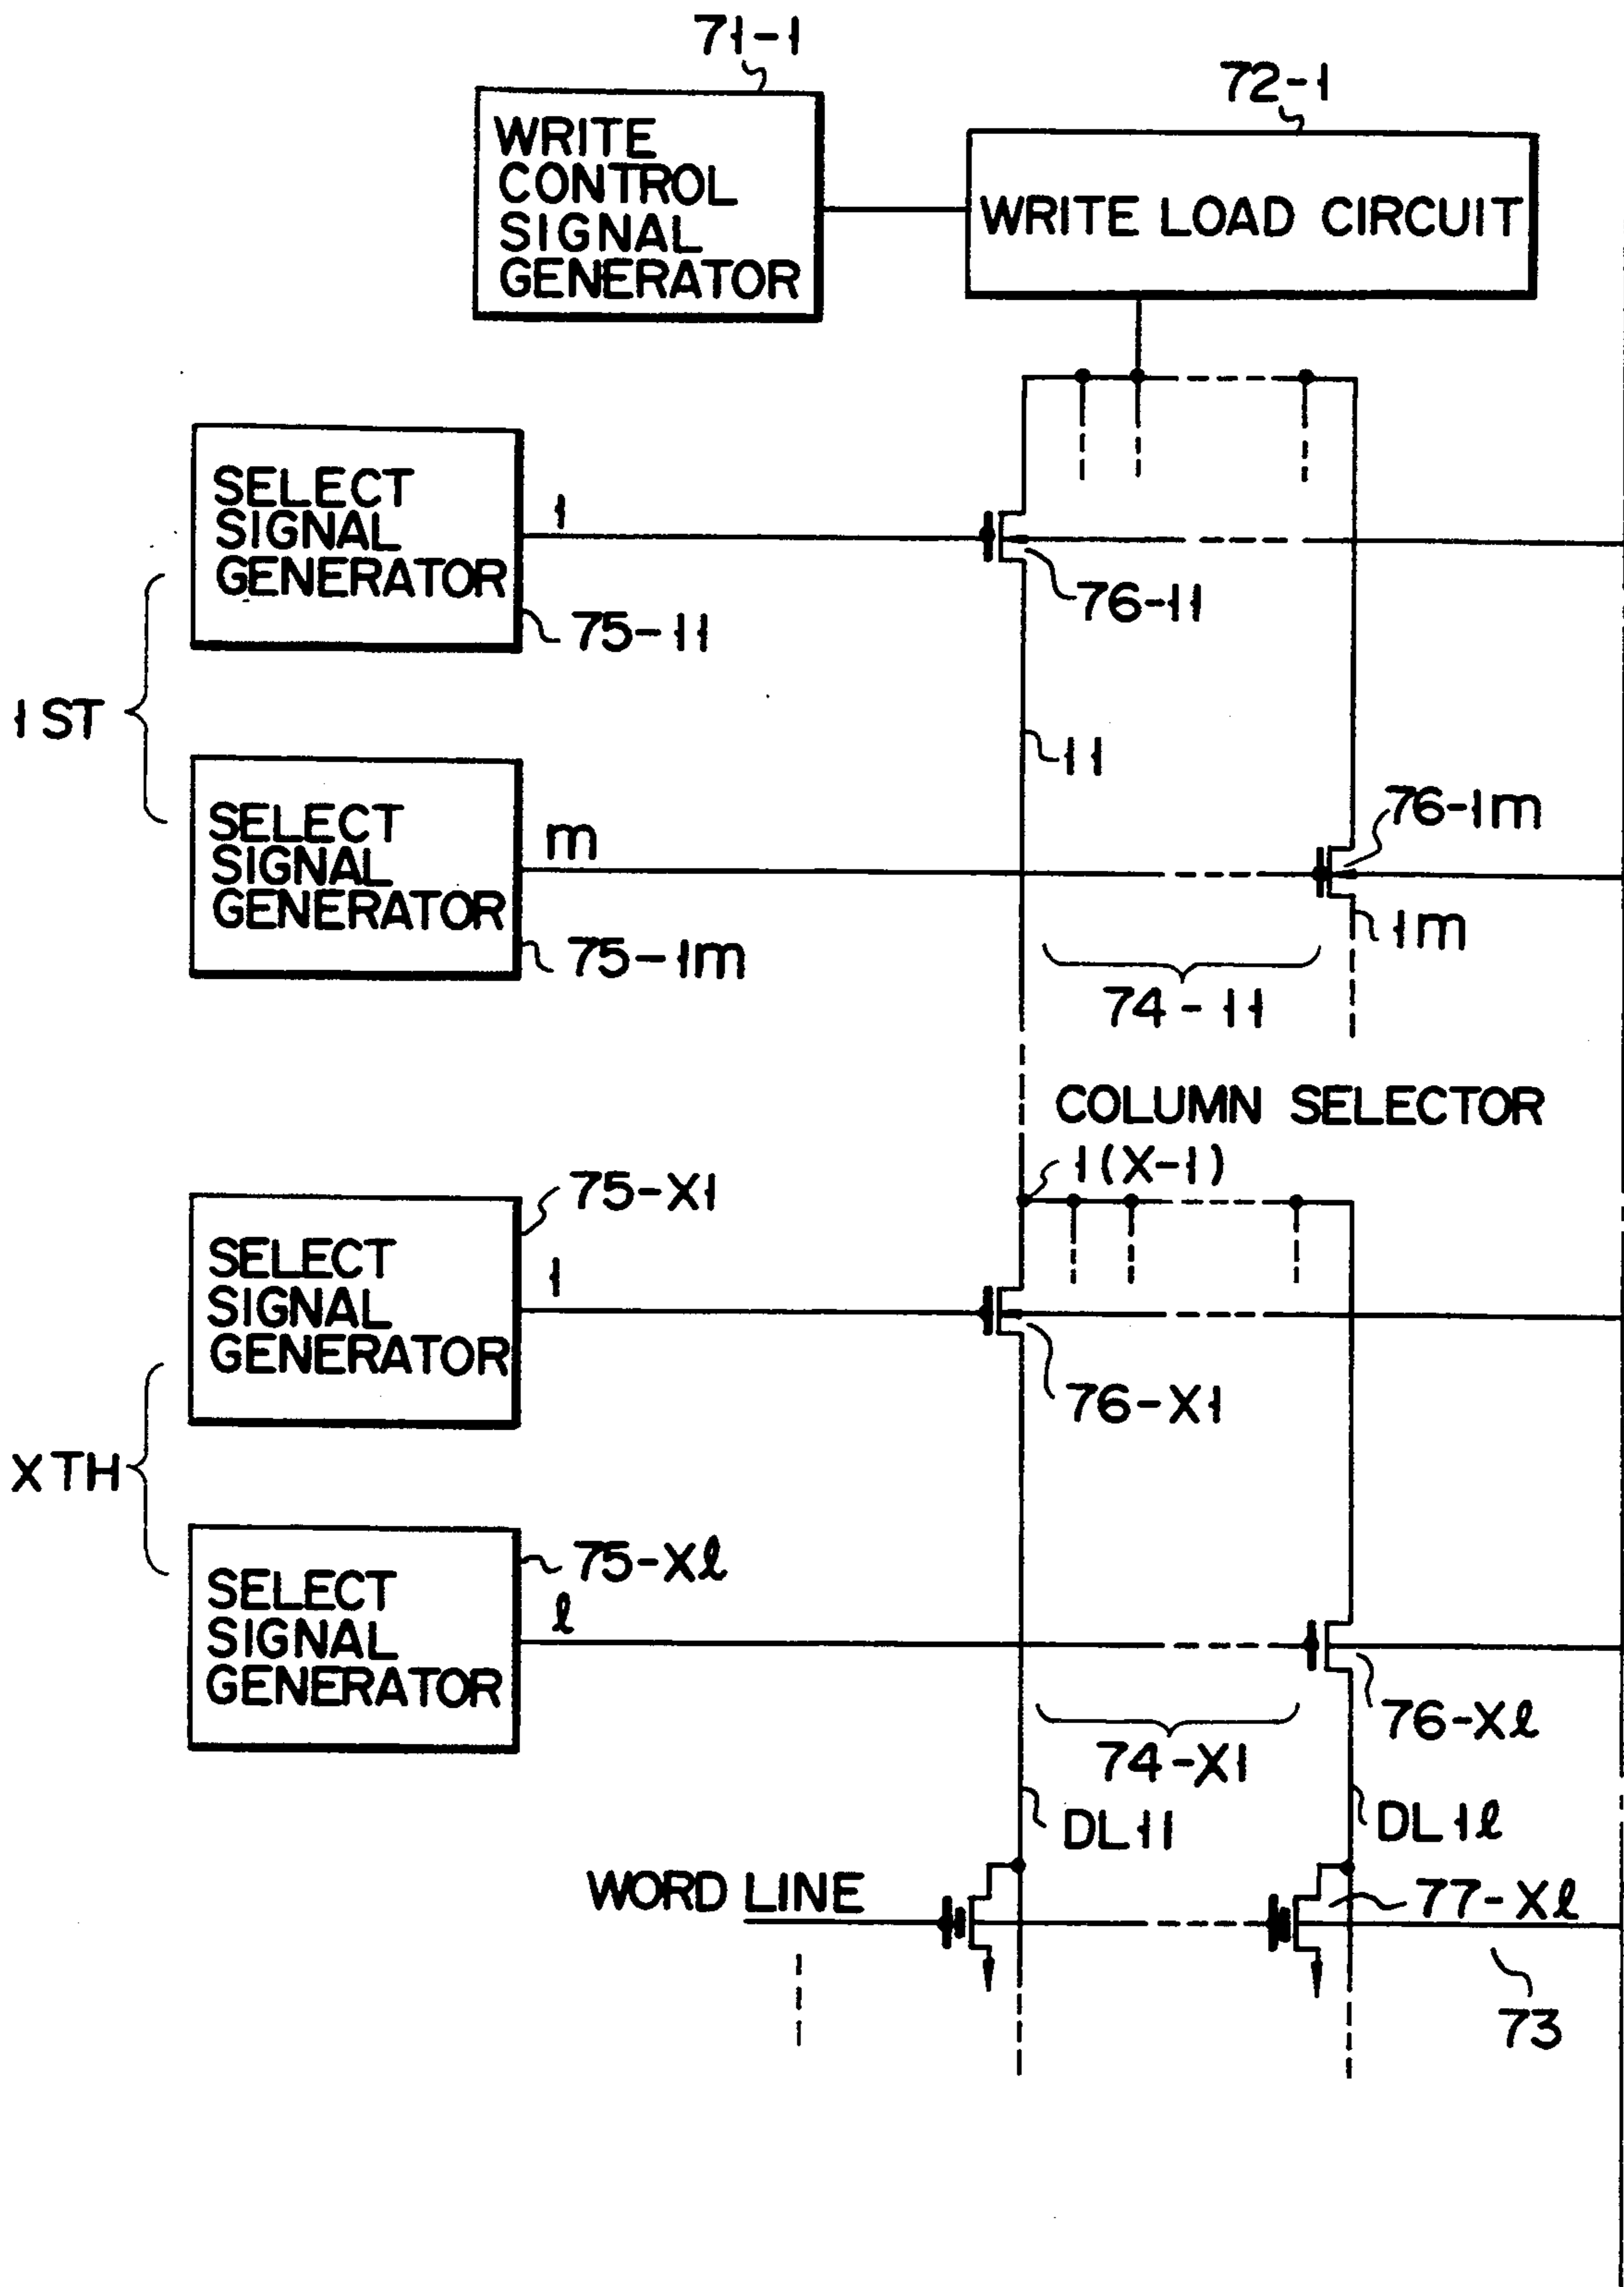 71-1
72-1
WRITE
CONTROL
SIGNAL
GENERATOR
WRITE LOAD CIRCUIT
SELECT
SIGNAL
GENERATOR
1
75-11
76-11
1ST
11
SELECT
SIGNAL
GENERATOR
m
75-1m
76-1m
1m
74-11
COLUMN SELECTOR
1(X-1)
75-X1
SELECT
SIGNAL
GENERATOR
1
76-X1
XTH
75-Xℓ
SELECT
SIGNAL
GENERATOR
ℓ
76-Xℓ
74-X1
DL11
DL1ℓ
WORD LINE
77-Xℓ
73